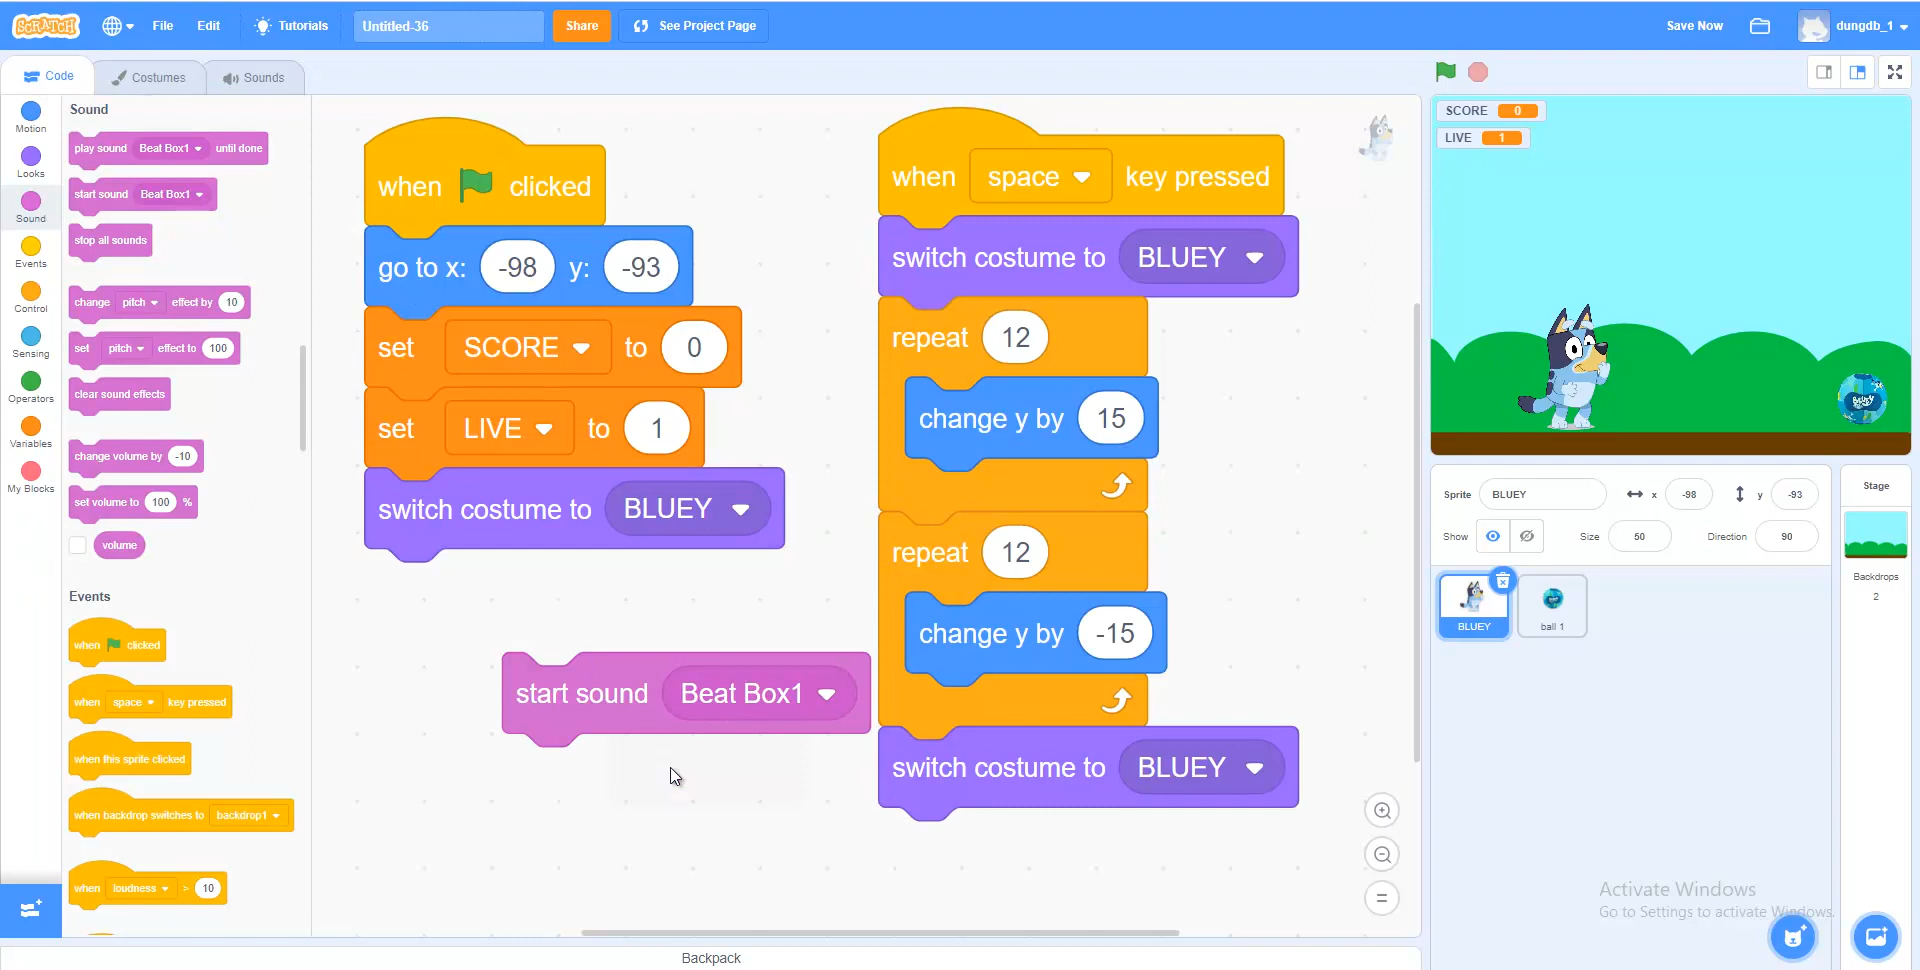 SCRATCH
File
Edit
Tutorials
Untitled-36
Share
See Project Page
Save Now
dungdb_1
Code
Costumes
Sounds
Motion
Looks
Sound
Events
Control
Sensing
Operators
Variables
My Blocks
Sound
play sound Beat Box1 until done
start sound Beat Box1
stop all sounds
change pitch effect by 10
set pitch effect to 100
clear sound effects
change volume by -10
set volume to 100 %
volume
Events
when clicked
when space key pressed
when this sprite clicked
when backdrop switches to backdrop1
when loudness > 10
when clicked
go to x: -98 y: -93
set SCORE to 0
set LIVE to 1
switch costume to BLUEY
start sound Beat Box1
when space key pressed
switch costume to BLUEY
repeat 12
change y by 15
repeat 12
change y by -15
switch costume to BLUEY
Backpack
SCORE 0
LIVE 1
Sprite BLUEY x -98 y -93
Show Size 50 Direction 90
BLUEY
ball 1
Stage
Backdrops
2
Activate Windows
Go to Settings to activate Windows.